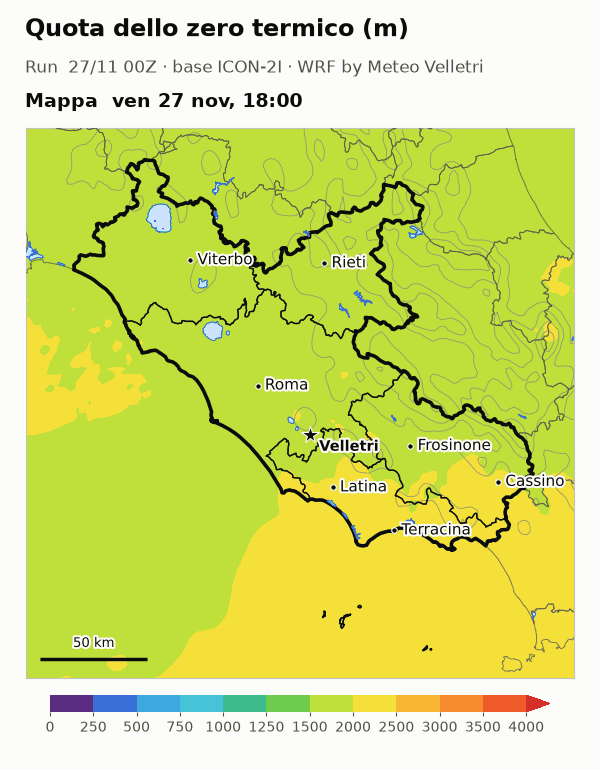 Quota dello zero termico (m)
Run 27/11 00Z · base ICON-2I · WRF by Meteo Velletri
Mappa ven 27 nov, 18:00
Viterbo
Rieti
Roma
Velletri
Frosinone
Latina
Cassino
Terracina
50 km
0 250 500 750 1000 1250 1500 2000 2500 3000 3500 4000